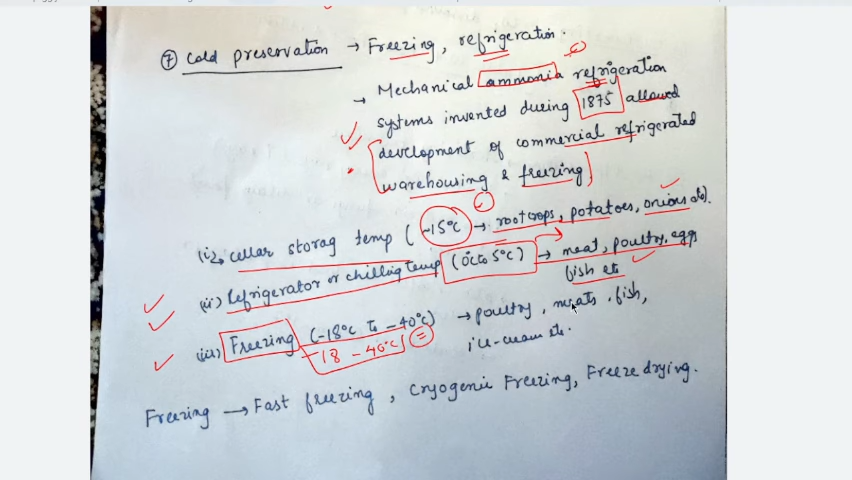 ⑦ Cold preservation → Freezing, refrigeration.
→ Mechanical ammonia refrigeration
systems invented during 1875 allowed
development of commercial refrigerated
warehousing & freezing
(i) cellar storag temp (~15°C → rootcrops, potatoes, onions etc).
(ii) Refrigerator or chilling temp (0°C to 5°C) → meat, poultry, egg,
fish etc
(iii) Freezing (-18°C to -40°C) → poultry, meats, fish,
-18 - 40°C
ice-cream etc.
Freezing → Fast freezing, Cryogenic Freezing, Freeze drying.